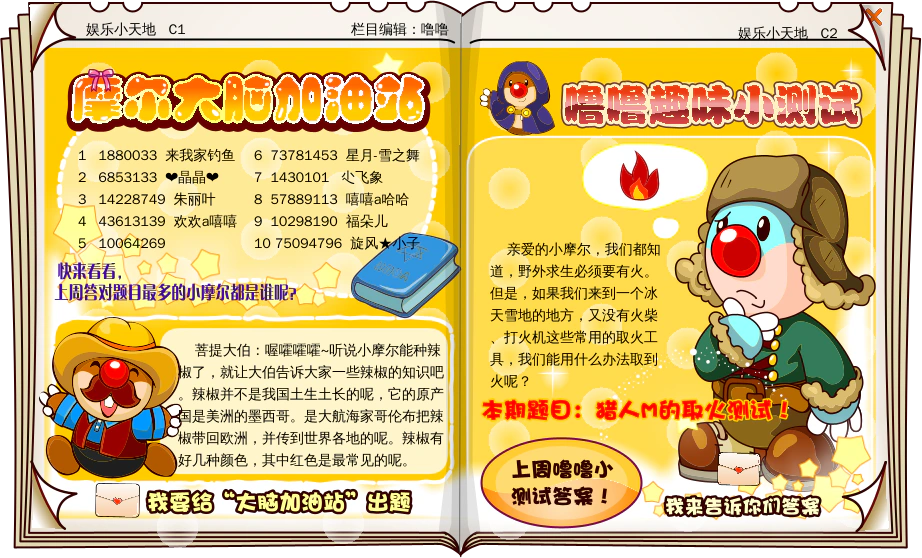 娱乐小天地 C1
栏目编辑：噜噜
摩尔大脑加油站
1 1880033 来我家钓鱼
2 6853133 ❤晶晶❤
3 14228749 朱丽叶
4 43613139 欢欢a嘻嘻
5 10064269
6 73781453 星月-雪之舞
7 1430101 尐飞象
8 57889113 嘻嘻a哈哈
9 10298190 福朵儿
10 75094796 旋风★小子
快来看看，
上周答对题目最多的小摩尔都是谁呢?
菩提大伯：喔嚯嚯嚯~听说小摩尔能种辣
椒了，就让大伯告诉大家一些辣椒的知识吧
。辣椒并不是我国土生土长的呢，它的原产
国是美洲的墨西哥。是大航海家哥伦布把辣
椒带回欧洲，并传到世界各地的呢。辣椒有
好几种颜色，其中红色是最常见的呢。
我要给“大脑加油站”出题
娱乐小天地 C2
噜噜趣味小测试
亲爱的小摩尔，我们都知
道，野外求生必须要有火。
但是，如果我们来到一个冰
天雪地的地方，又没有火柴
、打火机这些常用的取火工
具，我们能用什么办法取到
火呢？
本期题目：猎人M的取火测试！
上周噜噜小
测试答案！
我来告诉你们答案